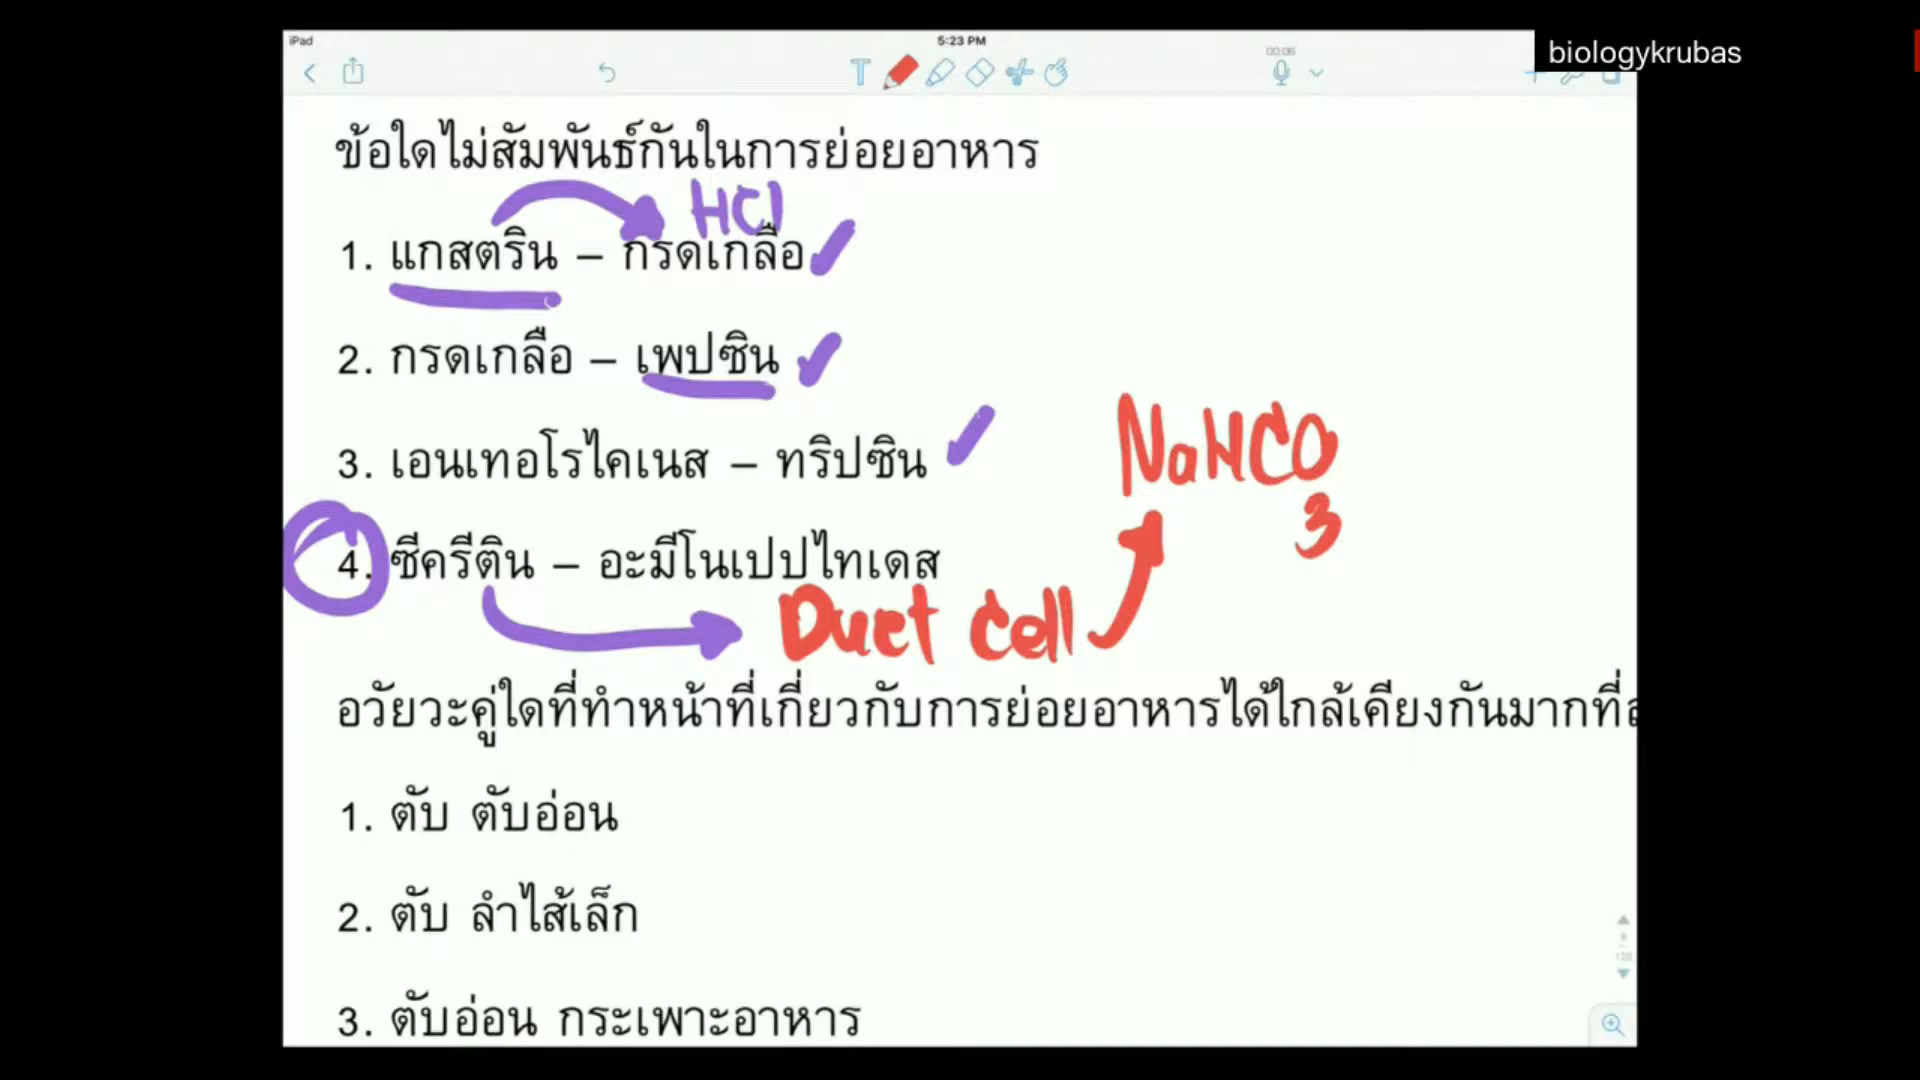 iPad
5:23 PM
00:06
biologykrubas
T
ข้อใดไม่สัมพันธ์กันในการย่อยอาหาร
HCl
1. แกสตริน – กรดเกลือ
2. กรดเกลือ – เพปซิน
3. เอนเทอโรไคเนส – ทริปซิน
NaHCO3
4. ซีครีติน – อะมีโนเปปไทเดส
Duct Cell
อวัยวะคู่ใดที่ทำหน้าที่เกี่ยวกับการย่อยอาหารได้ใกล้เคียงกันมากที่
1. ตับ ตับอ่อน
2. ตับ ลำไส้เล็ก
3. ตับอ่อน กระเพาะอาหาร